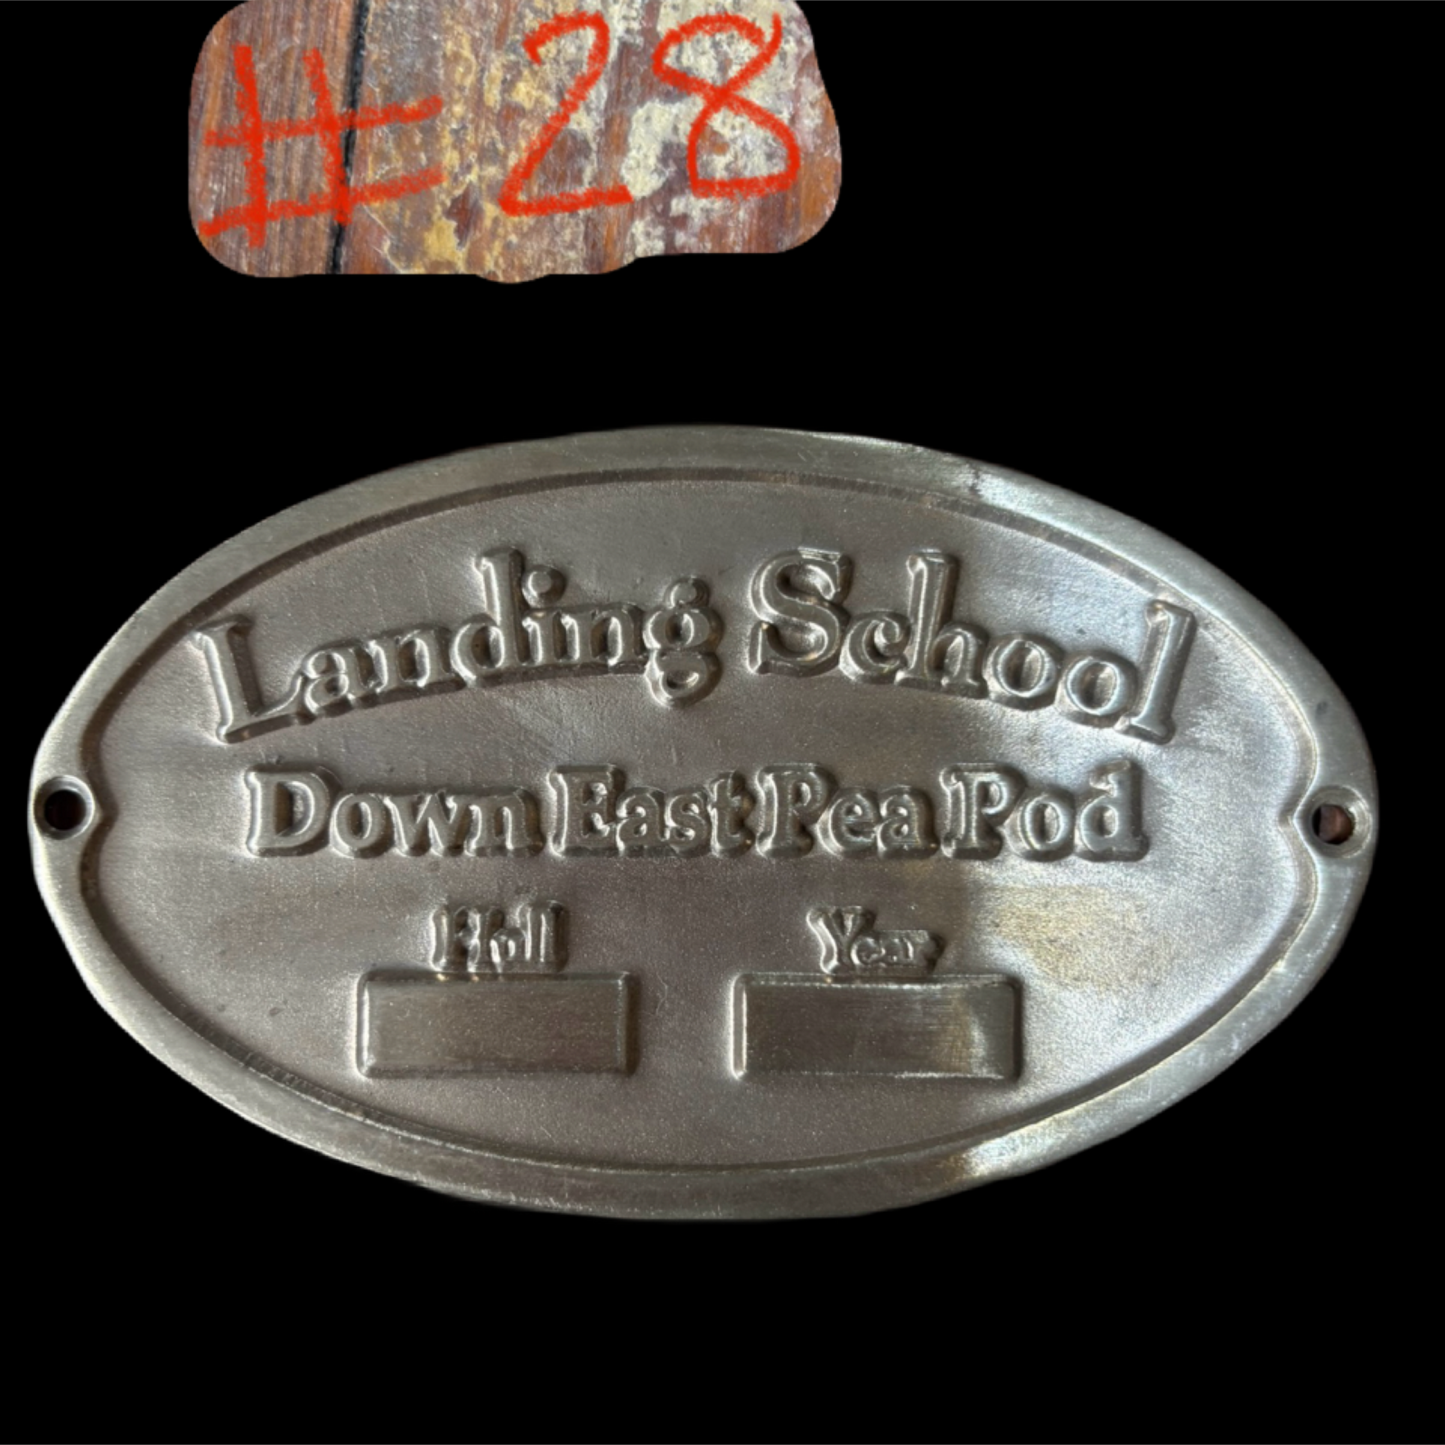 #28
Landing School
Down East Pea Pod
Hull Year